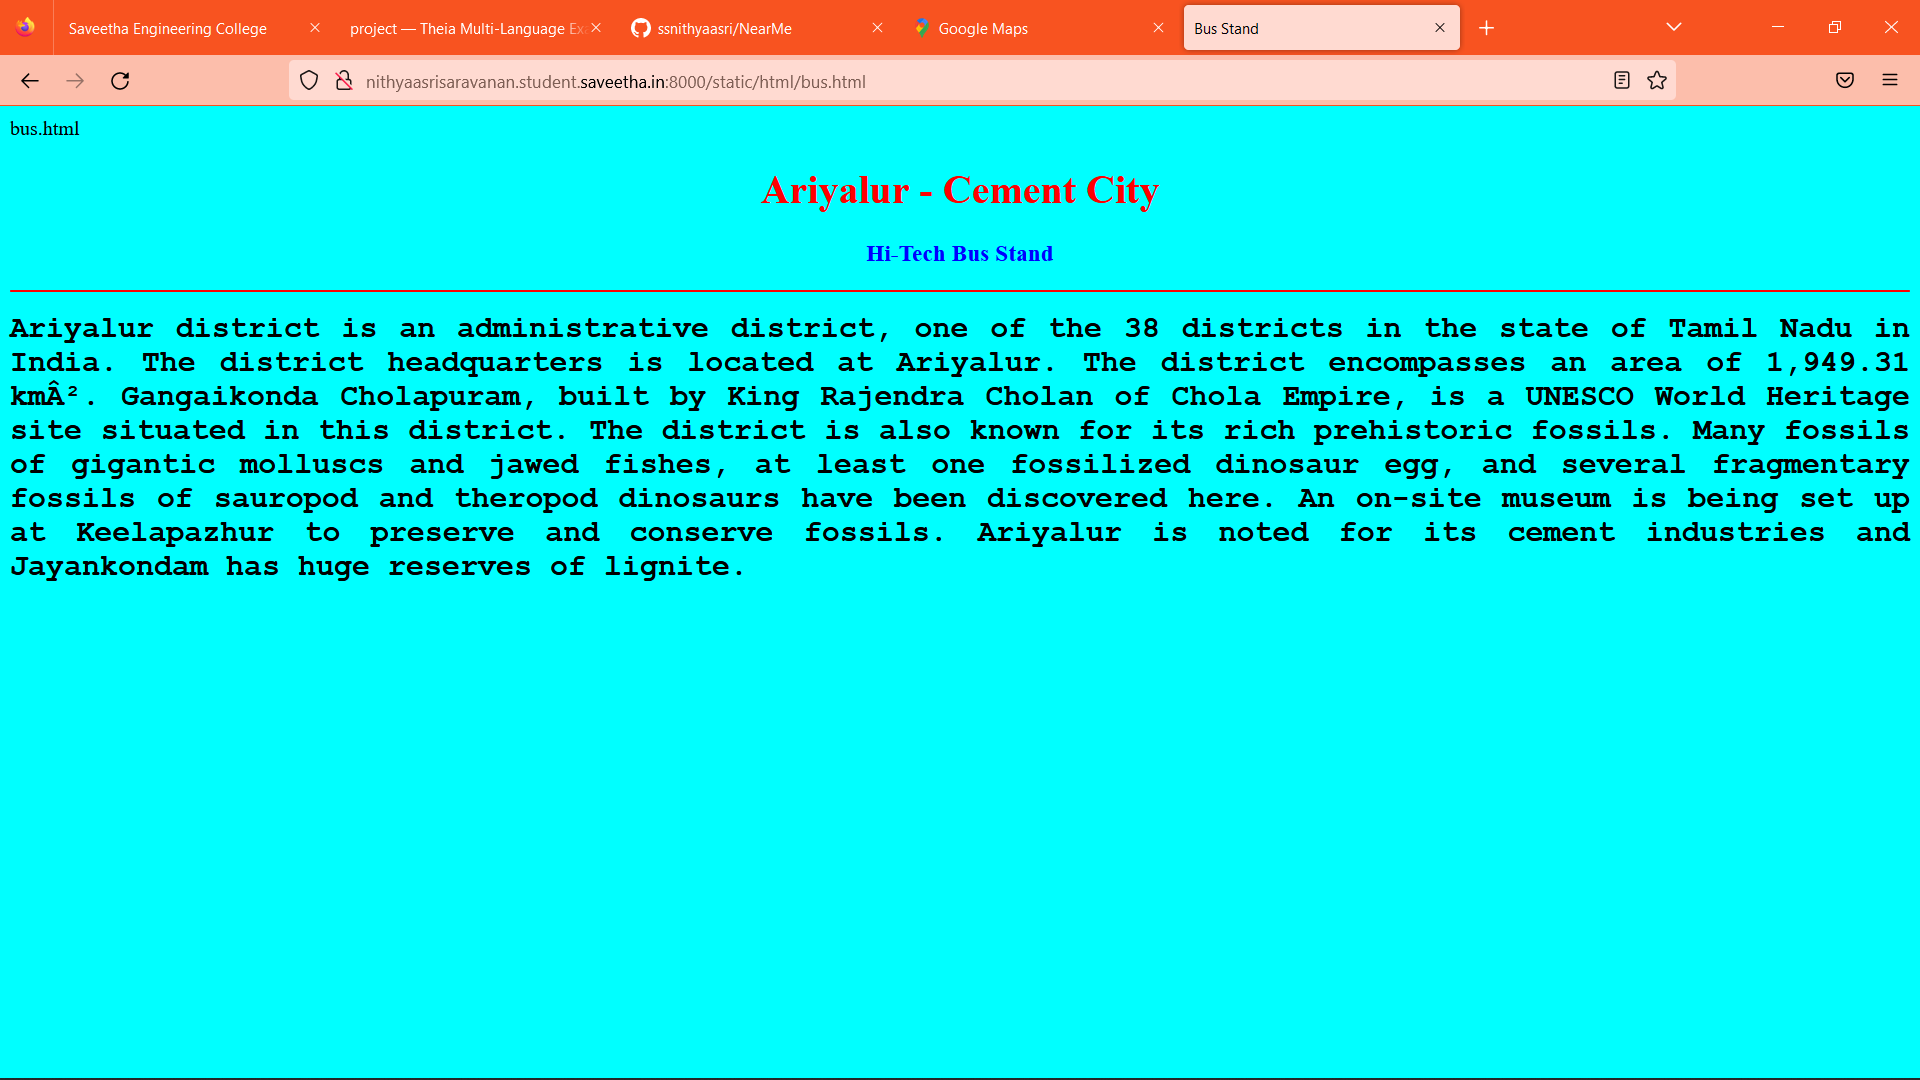 Saveetha Engineering College
project — Theia Multi-Language Exa
ssnithyaasri/NearMe
Google Maps
Bus Stand
nithyaasrisaravanan.student.saveetha.in:8000/static/html/bus.html
bus.html
Ariyalur - Cement City
Hi-Tech Bus Stand
Ariyalur district is an administrative district, one of the 38 districts in the state of Tamil Nadu in
India. The district headquarters is located at Ariyalur. The district encompasses an area of 1,949.31
kmÂ². Gangaikonda Cholapuram, built by King Rajendra Cholan of Chola Empire, is a UNESCO World Heritage
site situated in this district. The district is also known for its rich prehistoric fossils. Many fossils
of gigantic molluscs and jawed fishes, at least one fossilized dinosaur egg, and several fragmentary
fossils of sauropod and theropod dinosaurs have been discovered here. An on-site museum is being set up
at Keelapazhur to preserve and conserve fossils. Ariyalur is noted for its cement industries and
Jayankondam has huge reserves of lignite.